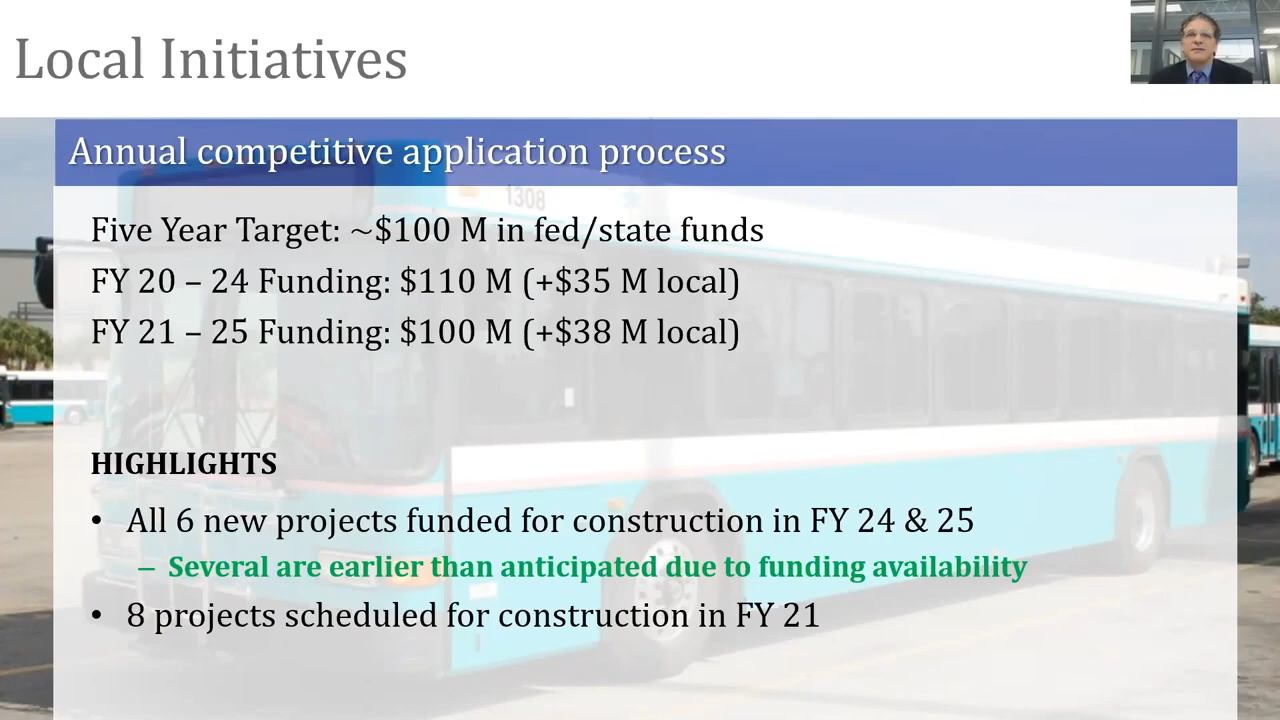 Local Initiatives
Annual competitive application process
1308
Five Year Target: ~$100 M in fed/state funds
FY 20 – 24 Funding: $110 M (+$35 M local)
FY 21 – 25 Funding: $100 M (+$38 M local)
HIGHLIGHTS
• All 6 new projects funded for construction in FY 24 & 25
– Several are earlier than anticipated due to funding availability
• 8 projects scheduled for construction in FY 21